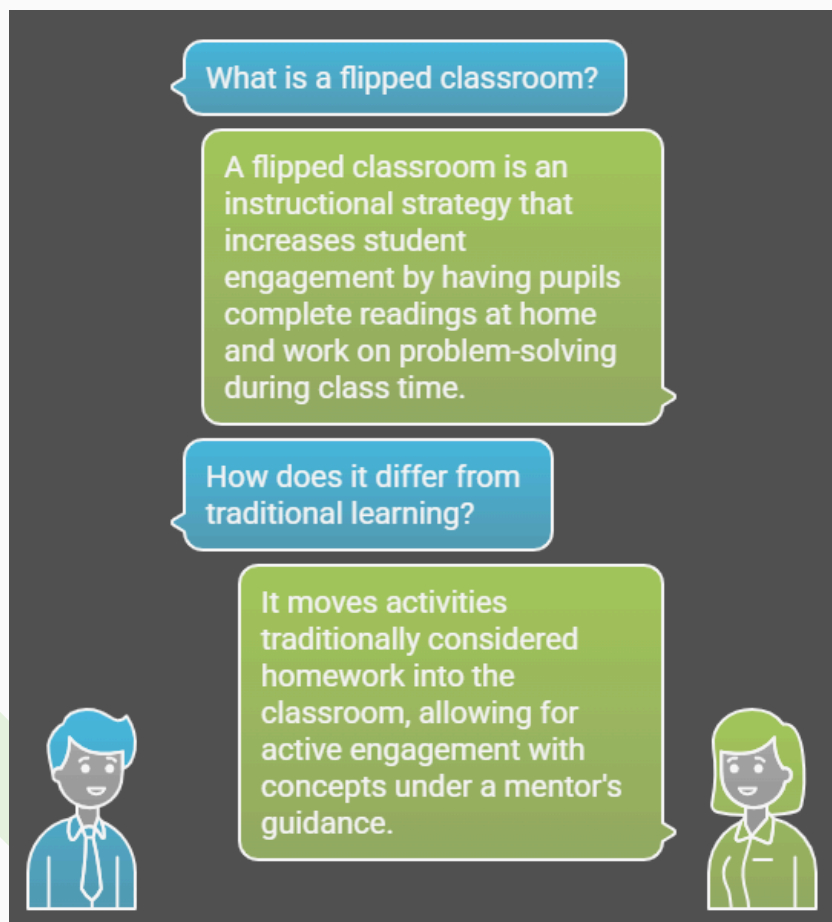 What is a flipped classroom?
A flipped classroom is an
instructional strategy that
increases student
engagement by having pupils
complete readings at home
and work on problem-solving
during class time.
How does it differ from
traditional learning?
It moves activities
traditionally considered
homework into the
classroom, allowing for
active engagement with
concepts under a mentor's
guidance.